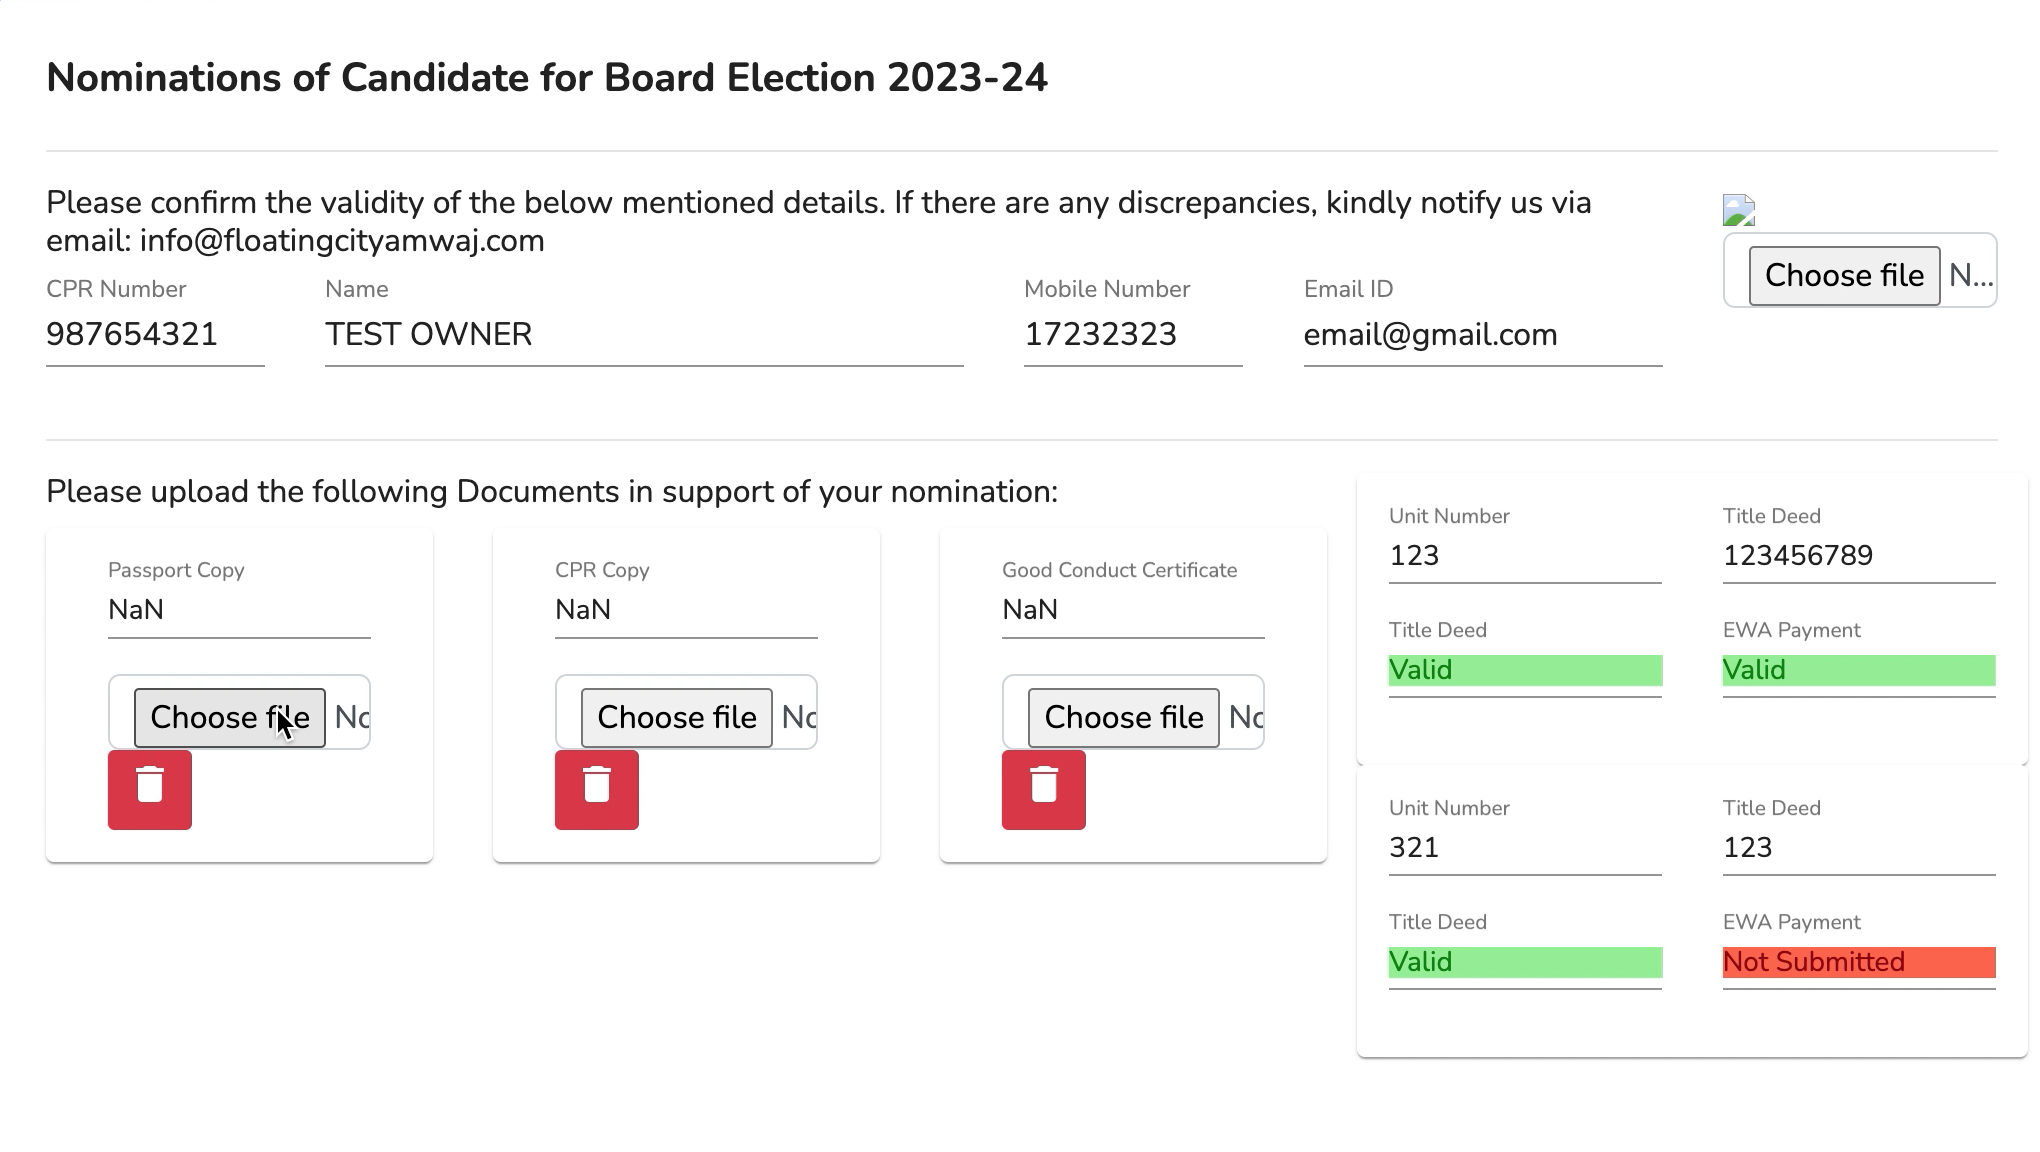 Nominations of Candidate for Board Election 2023-24
Please confirm the validity of the below mentioned details. If there are any discrepancies, kindly notify us via
email: info@floatingcityamwaj.com
Choose file N...
CPR Number
987654321
Name
TEST OWNER
Mobile Number
17232323
Email ID
email@gmail.com
Please upload the following Documents in support of your nomination:
Passport Copy
NaN
Choose file No
CPR Copy
NaN
Choose file No
Good Conduct Certificate
NaN
Choose file No
Unit Number
123
Title Deed
123456789
Title Deed
Valid
EWA Payment
Valid
Unit Number
321
Title Deed
123
Title Deed
Valid
EWA Payment
Not Submitted